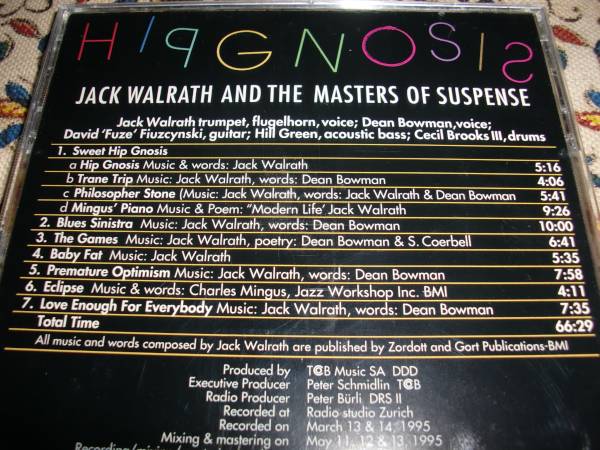 HIPGNOSIS
JACK WALRATH AND THE MASTERS OF SUSPENSE
Jack Walrath trumpet, flugelhorn, voice; Dean Bowman, voice;
David 'Fuze' Fiuzcynski, guitar; Hill Green, acoustic bass; Cecil Brooks III, drums
1. Sweet Hip Gnosis
a Hip Gnosis Music & words: Jack Walrath 5:16
b Trane Trip Music: Jack Walrath, words: Dean Bowman 4:06
c Philosopher Stone (Music: Jack Walrath, words: Jack Walrath & Dean Bowman 5:41
d Mingus' Piano Music & Poem: "Modern Life' Jack Walrath 9:26
2. Blues Sinistra Music: Jack Walrath, words: Dean Bowman 10:00
3. The Games Music: Jack Walrath, poetry: Dean Bowman & S. Coerbell 6:41
4. Baby Fat Music: Jack Walrath 5:35
5. Premature Optimism Music: Jack Walrath, words: Dean Bowman 7:58
6. Eclipse Music & words: Charles Mingus, Jazz Workshop Inc. BMI 4:11
7. Love Enough For Everybody Music: Jack Walrath, words: Dean Bowman 7:35
Total Time 66:29
All music and words composed by Jack Walrath are published by Zordott and Gort Publications-BMI
Produced by TCB Music SA DDD
Executive Producer Peter Schmidlin TCB
Radio Producer Peter Bürli DRS II
Recorded at Radio studio Zurich
Recorded on March 13 & 14, 1995
Mixing & mastering on May 11, 12 & 13, 1995